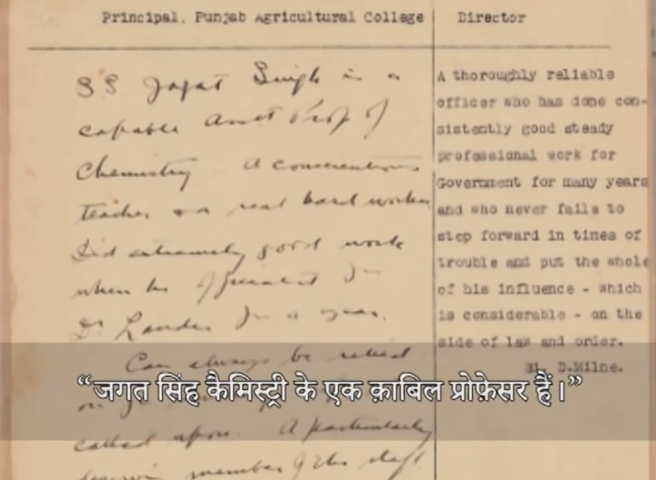 Principal, Punjab Agricultural College
Director
S S Jagat Singh is a
capable Asst Prof of
Chemistry A conscientious
teacher & a real hard worker
Did extremely good work
when he officiated for
Dr Lander for a year.
Can always be relied
on
called upon. A particularly
deserving member of the staff
A thoroughly reliable
officer who has done con-
sistently good steady
professional work for
Government for many years
and who never fails to
step forward in times of
trouble and put the whole
of his influence - which
is considerable - on the
side of law and order.
D.Milne.
“जगत सिंह कैमिस्ट्री के एक क़ाबिल प्रोफ़ेसर हैं।”